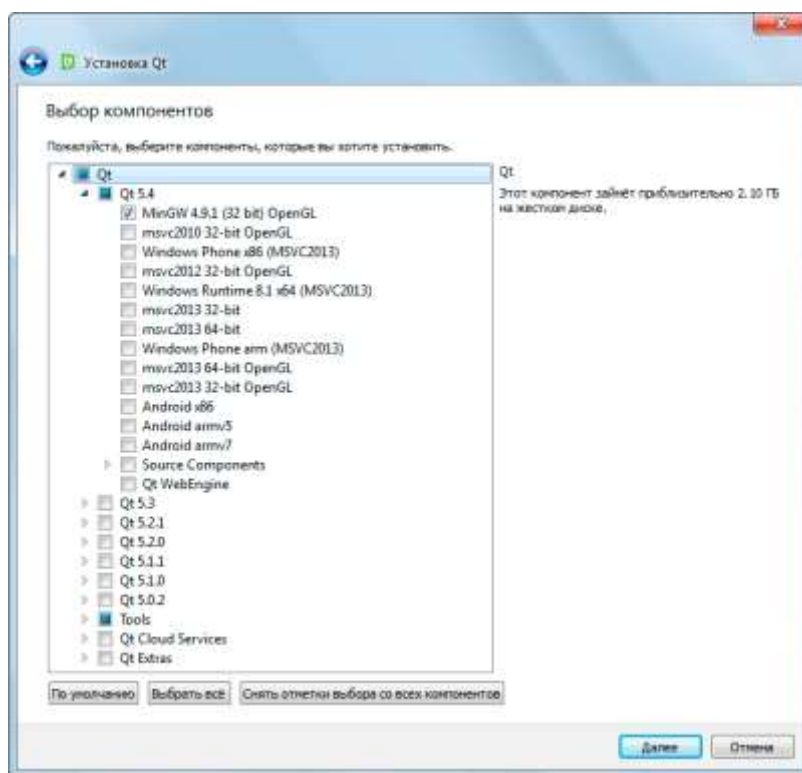 Установка Qt
Выбор компонентов
Пожалуйста, выберите компоненты, которые вы хотите установить.
Qt
Qt 5.4
MinGW 4.9.1 (32 bit) OpenGL
msvc2010 32-bit OpenGL
Windows Phone x86 (MSVC2013)
msvc2012 32-bit OpenGL
Windows Runtime 8.1 x64 (MSVC2013)
msvc2013 32-bit
msvc2013 64-bit
Windows Phone arm (MSVC2013)
msvc2013 64-bit OpenGL
msvc2013 32-bit OpenGL
Android x86
Android armv5
Android armv7
Source Components
Qt WebEngine
Qt 5.3
Qt 5.2.1
Qt 5.2.0
Qt 5.1.1
Qt 5.1.0
Qt 5.0.2
Tools
Qt Cloud Services
Qt Extras
Qt
Этот компонент займёт приблизительно 2.10 ГБ
на жестком диске.
По умолчанию Выбрать всё Снять отметки выбора со всех компонентов
Далее Отмена